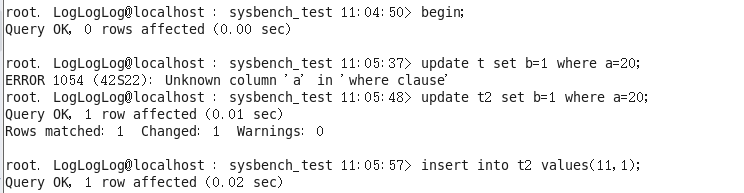 root. LogLogLog@localhost : sysbench_test 11:04:50> begin;
Query OK, 0 rows affected (0.00 sec)
root. LogLogLog@localhost : sysbench_test 11:05:37> update t set b=1 where a=20;
ERROR 1054 (42S22): Unknown column 'a' in 'where clause'
root. LogLogLog@localhost : sysbench_test 11:05:48> update t2 set b=1 where a=20;
Query OK, 1 row affected (0.01 sec)
Rows matched: 1  Changed: 1  Warnings: 0
root. LogLogLog@localhost : sysbench_test 11:05:57> insert into t2 values(11,1);
Query OK, 1 row affected (0.02 sec)